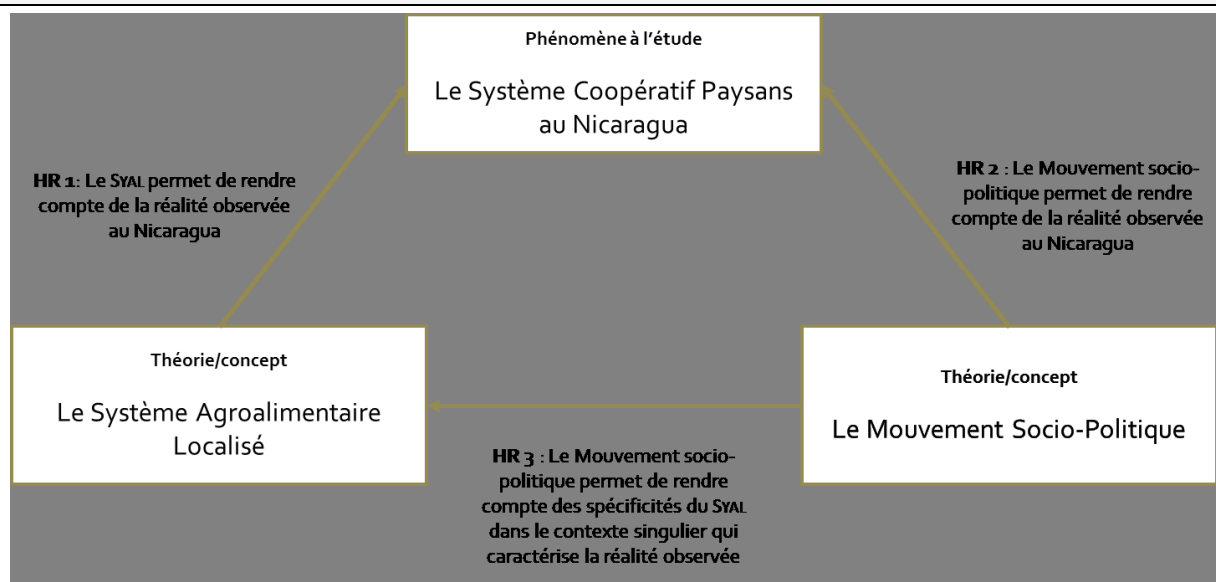 Phénomène à l'étude
Le Système Coopératif Paysans
au Nicaragua
HR 1: Le SYAL permet de rendre
compte de la réalité observée
au Nicaragua
HR 2 : Le Mouvement socio-
politique permet de rendre
compte de la réalité observée
au Nicaragua
Théorie/concept
Le Système Agroalimentaire
Localisé
Théorie/concept
Le Mouvement Socio-Politique
HR 3 : Le Mouvement socio-
politique permet de rendre
compte des spécificités du SYAL
dans le contexte singulier qui
caractérise la réalité observée